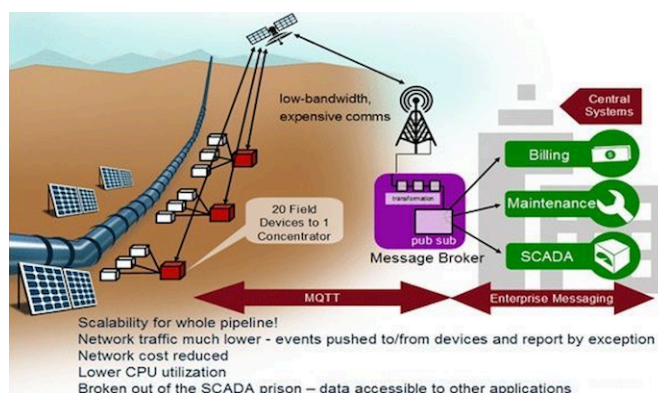 low-bandwidth,
expensive comms
Central
Systems
Billing
Maintenance
SCADA
transformation
pub sub
Message Broker
20 Field
Devices to 1
Concentrator
MQTT
Enterprise Messaging
Scalability for whole pipeline!
Network traffic much lower - events pushed to/from devices and report by exception
Network cost reduced
Lower CPU utilization
Broken out of the SCADA prison – data accessible to other applications